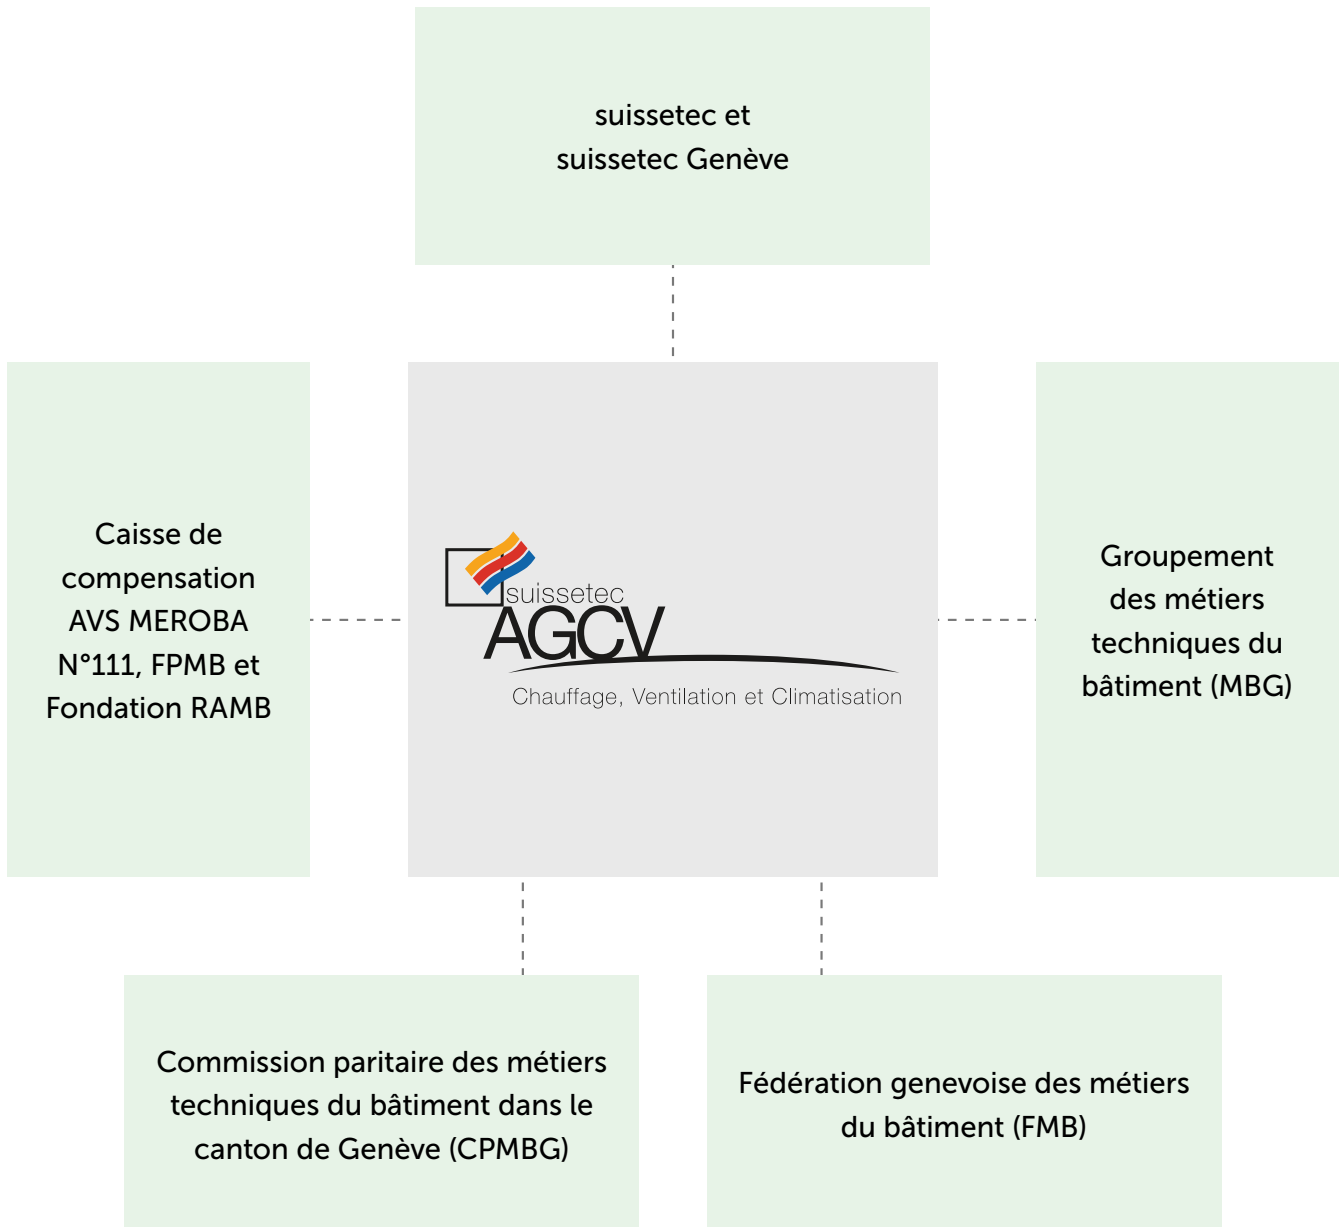 suissetec et
suissetec Genève
Caisse de
compensation
AVS MEROBA
N°111, FPMB et
Fondation RAMB
suissetec
AGCV
Chauffage, Ventilation et Climatisation
Groupement
des métiers
techniques du
bâtiment (MBG)
Commission paritaire des métiers
techniques du bâtiment dans le
canton de Genève (CPMBG)
Fédération genevoise des métiers
du bâtiment (FMB)